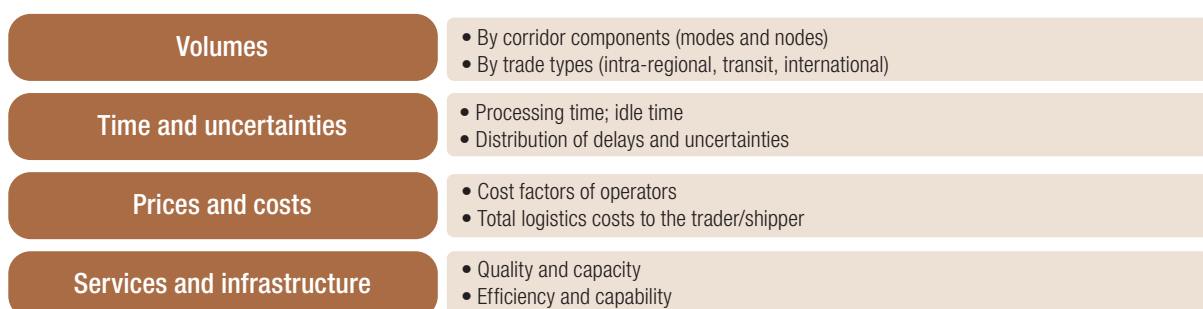 Volumes
• By corridor components (modes and nodes)
• By trade types (intra-regional, transit, international)
Time and uncertainties
• Processing time; idle time
• Distribution of delays and uncertainties
Prices and costs
• Cost factors of operators
• Total logistics costs to the trader/shipper
Services and infrastructure
• Quality and capacity
• Efficiency and capability